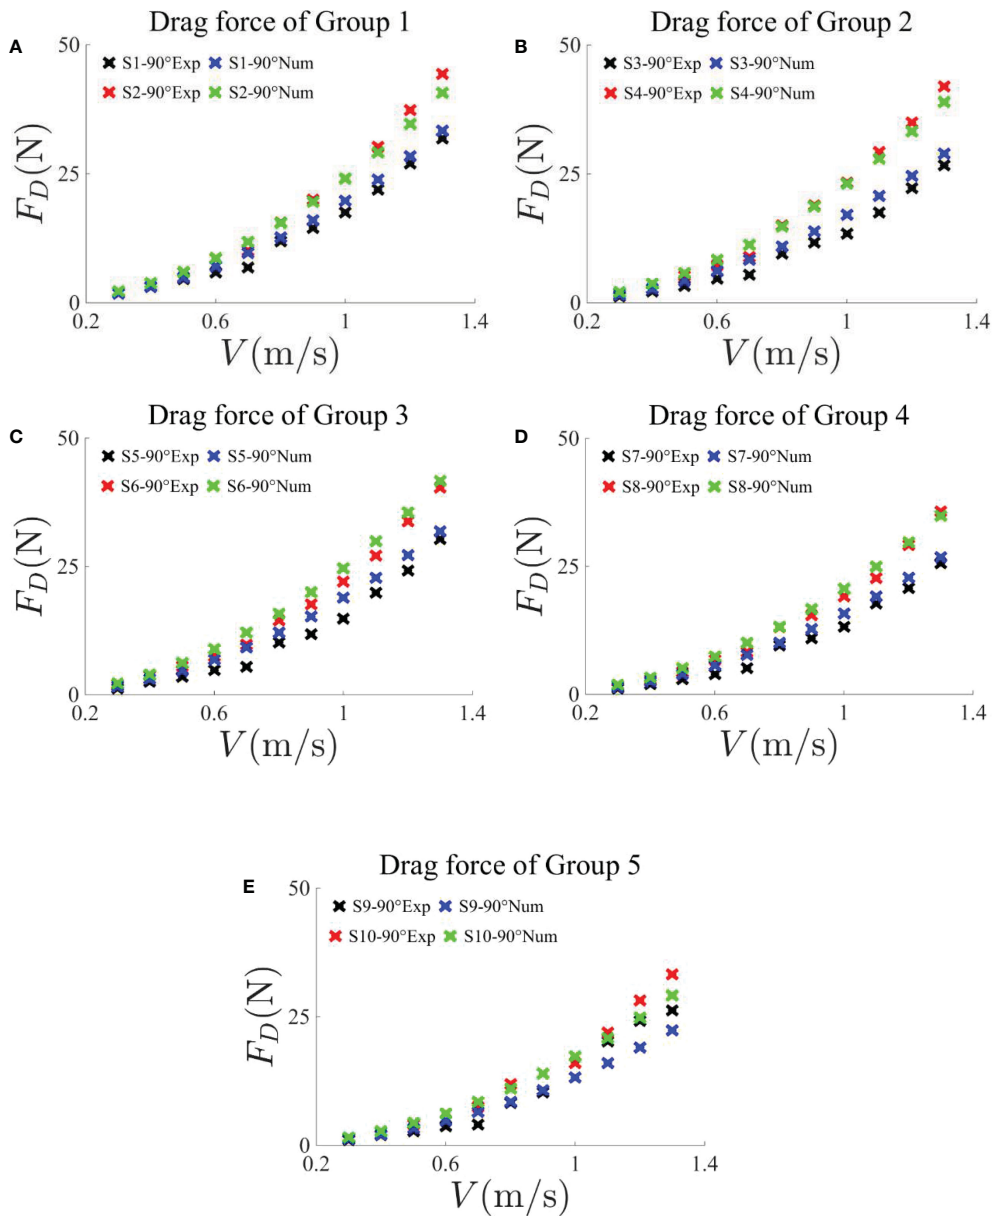 Drag force of Group 1
A
50
S1-90°Exp S1-90°Num
S2-90°Exp S2-90°Num
F_D(N)
25
0
0.2 0.6 1 1.4
V(m/s)
Drag force of Group 2
B
50
S3-90°Exp S3-90°Num
S4-90°Exp S4-90°Num
F_D(N)
25
0
0.2 0.6 1 1.4
V(m/s)
Drag force of Group 3
C
50
S5-90°Exp S5-90°Num
S6-90°Exp S6-90°Num
F_D(N)
25
0
0.2 0.6 1 1.4
V(m/s)
Drag force of Group 4
D
50
S7-90°Exp S7-90°Num
S8-90°Exp S8-90°Num
F_D(N)
25
0
0.2 0.6 1 1.4
V(m/s)
Drag force of Group 5
E
50
S9-90°Exp S9-90°Num
S10-90°Exp S10-90°Num
F_D(N)
25
0
0.2 0.6 1 1.4
V(m/s)